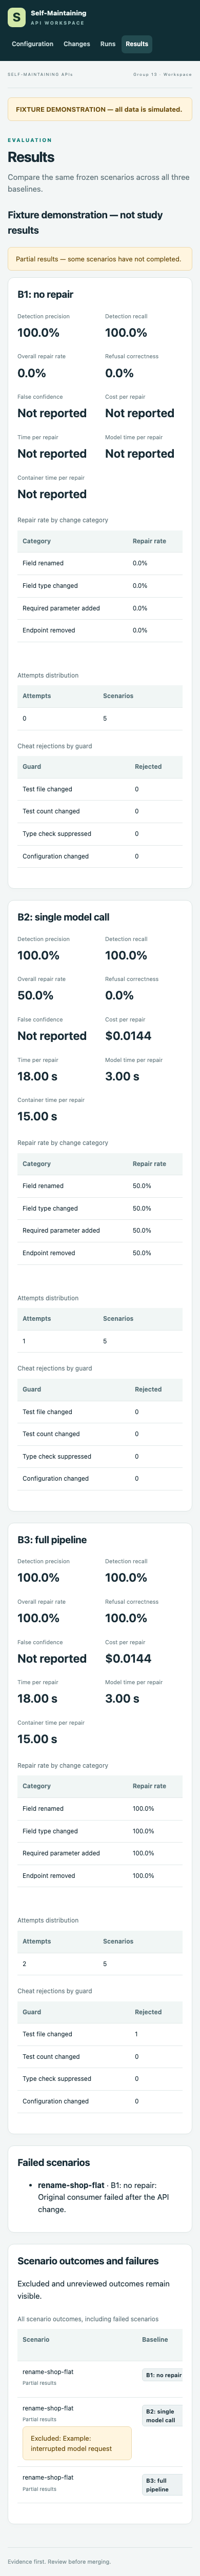 S
Self-Maintaining
API WORKSPACE
Configuration Changes Runs Results
SELF-MAINTAINING APIs Group 13 · Workspace
FIXTURE DEMONSTRATION — all data is simulated.
EVALUATION
Results
Compare the same frozen scenarios across all three
baselines.
Fixture demonstration — not study
results
Partial results — some scenarios have not completed.
B1: no repair
Detection precision Detection recall
100.0% 100.0%
Overall repair rate Refusal correctness
0.0% 0.0%
False confidence Cost per repair
Not reported Not reported
Time per repair Model time per repair
Not reported Not reported
Container time per repair
Not reported
Repair rate by change category
Category Repair rate
Field renamed 0.0%
Field type changed 0.0%
Required parameter added 0.0%
Endpoint removed 0.0%
Attempts distribution
Attempts Scenarios
0 5
Cheat rejections by guard
Guard Rejected
Test file changed 0
Test count changed 0
Type check suppressed 0
Configuration changed 0
B2: single model call
Detection precision Detection recall
100.0% 100.0%
Overall repair rate Refusal correctness
50.0% 0.0%
False confidence Cost per repair
Not reported $0.0144
Time per repair Model time per repair
18.00 s 3.00 s
Container time per repair
15.00 s
Repair rate by change category
Category Repair rate
Field renamed 50.0%
Field type changed 50.0%
Required parameter added 50.0%
Endpoint removed 50.0%
Attempts distribution
Attempts Scenarios
1 5
Cheat rejections by guard
Guard Rejected
Test file changed 0
Test count changed 0
Type check suppressed 0
Configuration changed 0
B3: full pipeline
Detection precision Detection recall
100.0% 100.0%
Overall repair rate Refusal correctness
100.0% 100.0%
False confidence Cost per repair
Not reported $0.0144
Time per repair Model time per repair
18.00 s 3.00 s
Container time per repair
15.00 s
Repair rate by change category
Category Repair rate
Field renamed 100.0%
Field type changed 100.0%
Required parameter added 100.0%
Endpoint removed 100.0%
Attempts distribution
Attempts Scenarios
2 5
Cheat rejections by guard
Guard Rejected
Test file changed 1
Test count changed 0
Type check suppressed 0
Configuration changed 0
Failed scenarios
• rename-shop-flat · B1: no repair:
Original consumer failed after the API
change.
Scenario outcomes and failures
Excluded and unreviewed outcomes remain
visible.
All scenario outcomes, including failed scenarios
Scenario Baseline
rename-shop-flat B1: no repair
Partial results
rename-shop-flat B2: single
Partial results model call
Excluded: Example:
interrupted model request
rename-shop-flat B3: full
Partial results pipeline
Evidence first. Review before merging.